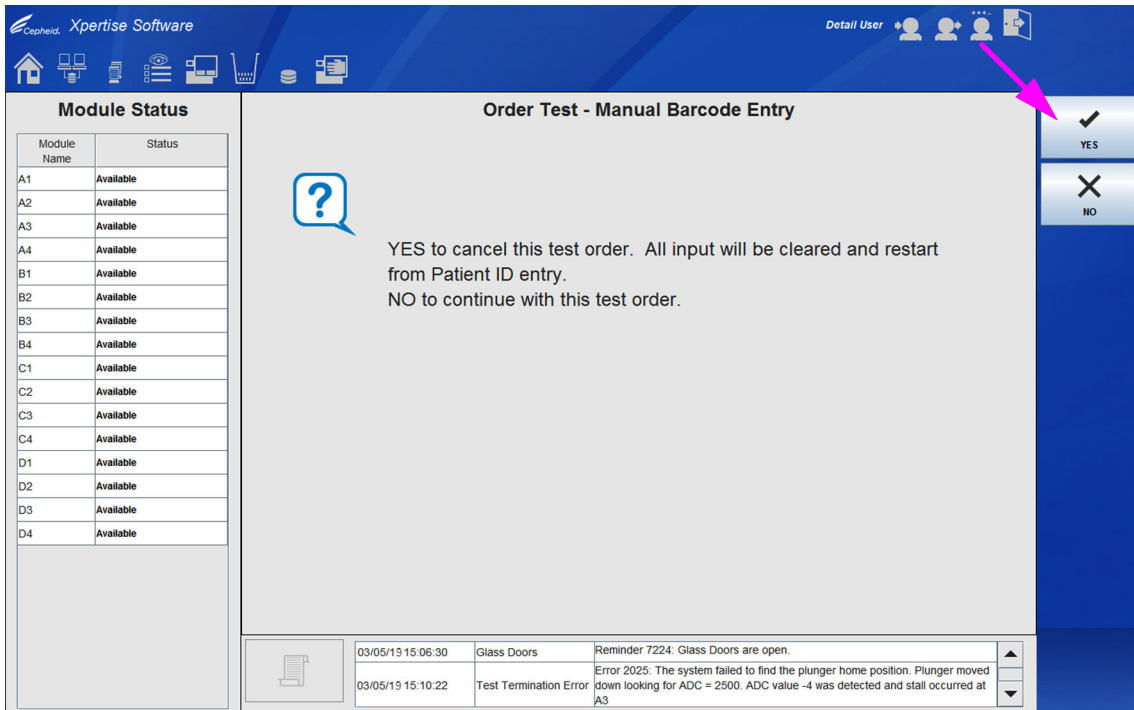 Cepheid. Xpertise Software
Detail User
Module Status
Module Name Status
A1 Available
A2 Available
A3 Available
A4 Available
B1 Available
B2 Available
B3 Available
B4 Available
C1 Available
C2 Available
C3 Available
C4 Available
D1 Available
D2 Available
D3 Available
D4 Available
Order Test - Manual Barcode Entry
?
YES to cancel this test order. All input will be cleared and restart
from Patient ID entry.
NO to continue with this test order.
YES
NO
03/05/19 15:06:30 Glass Doors Reminder 7224: Glass Doors are open.
03/05/19 15:10:22 Test Termination Error Error 2025: The system failed to find the plunger home position. Plunger moved
down looking for ADC = 2500. ADC value -4 was detected and stall occurred at
A3